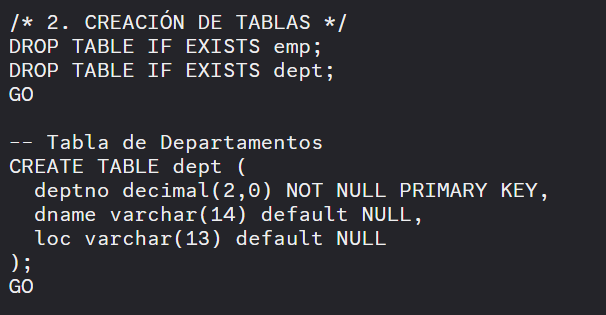 /* 2. CREACIÓN DE TABLAS */
DROP TABLE IF EXISTS emp;
DROP TABLE IF EXISTS dept;
GO

-- Tabla de Departamentos
CREATE TABLE dept (
  deptno decimal(2,0) NOT NULL PRIMARY KEY,
  dname varchar(14) default NULL,
  loc varchar(13) default NULL
);
GO